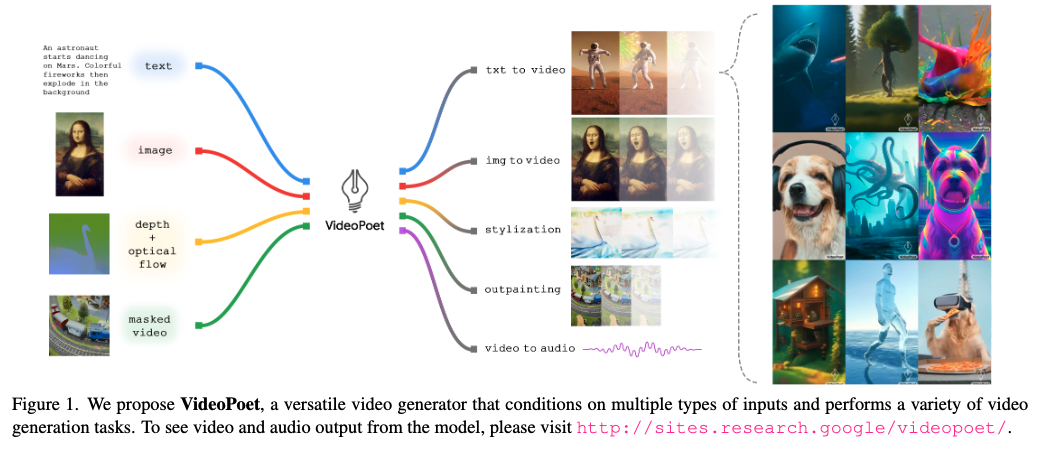 An astronaut
starts dancing
on Mars. Colorful
fireworks then
explode in the
background
text
image
depth
+
optical
flow
masked
video
VideoPoet
txt to video
img to video
stylization
outpainting
video to audio
Figure 1. We propose VideoPoet, a versatile video generator that conditions on multiple types of inputs and performs a variety of video
generation tasks. To see video and audio output from the model, please visit http://sites.research.google/videopoet/.